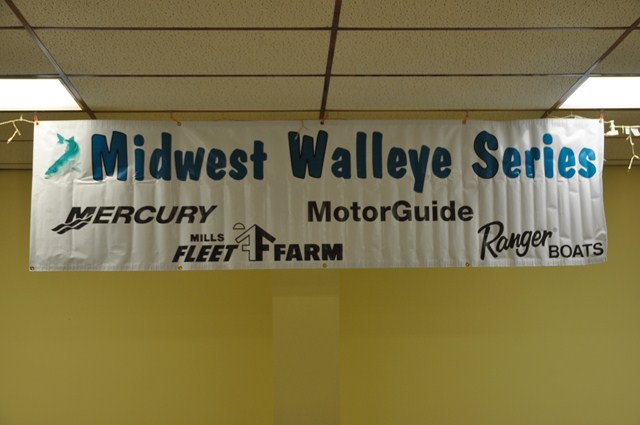 Midwest Walleye Series
MERCURY MotorGuide
MILLS
FLEET FARM
Ranger BOATS